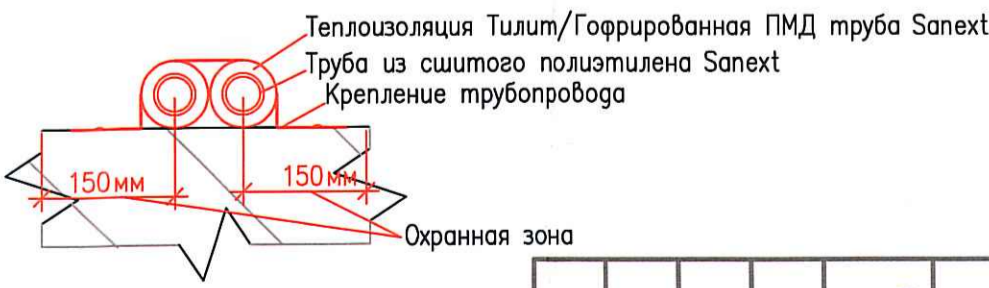 Теплоизоляция Тилит/Гофрированная ПМД труба Sanext
Труба из сшитого полиэтилена Sanext
Крепление трубопровода
150мм 150мм
Охранная зона